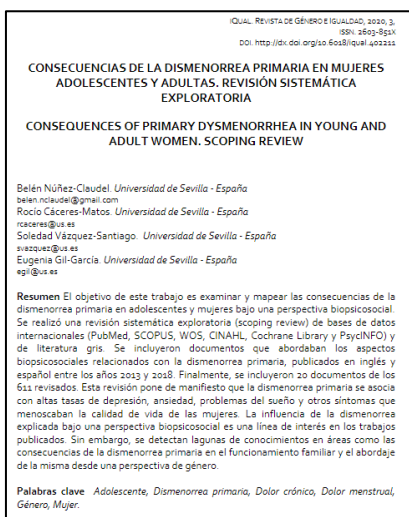 IQUAL. REVISTA DE GÉNERO E IGUALDAD, 2020, 3,
ISSN. 2603-851X
DOI. http://dx.doi.org/10.6018/iqual.402211
CONSECUENCIAS DE LA DISMENORREA PRIMARIA EN MUJERES
ADOLESCENTES Y ADULTAS. REVISIÓN SISTEMÁTICA
EXPLORATORIA
CONSEQUENCES OF PRIMARY DYSMENORRHEA IN YOUNG AND
ADULT WOMEN. SCOPING REVIEW
Belén Núñez-Claudel. Universidad de Sevilla - España
belen.nclaudel@gmail.com
Rocío Cáceres-Matos. Universidad de Sevilla - España
rcaceres@us.es
Soledad Vázquez-Santiago. Universidad de Sevilla - España
svazquez@us.es
Eugenia Gil-García. Universidad de Sevilla - España
egil@us.es
Resumen El objetivo de este trabajo es examinar y mapear las consecuencias de la
dismenorrea primaria en adolescentes y mujeres bajo una perspectiva biopsicosocial.
Se realizó una revisión sistemática exploratoria (scoping review) de bases de datos
internacionales (PubMed, SCOPUS, WOS, CINAHL, Cochrane Library y PsycINFO) y
de literatura gris. Se incluyeron documentos que abordaban los aspectos
biopsicosociales relacionados con la dismenorrea primaria, publicados en inglés y
español entre los años 2013 y 2018. Finalmente, se incluyeron 20 documentos de los
611 revisados. Esta revisión pone de manifiesto que la dismenorrea primaria se asocia
con altas tasas de depresión, ansiedad, problemas del sueño y otros síntomas que
menoscaban la calidad de vida de las mujeres. La influencia de la dismenorrea
explicada bajo una perspectiva biopsicosocial es una línea de interés en los trabajos
publicados. Sin embargo, se detectan lagunas de conocimientos en áreas como las
consecuencias de la dismenorrea primaria en el funcionamiento familiar y el abordaje
de la misma desde una perspectiva de género.
Palabras clave Adolescente, Dismenorrea primaria, Dolor crónico, Dolor menstrual,
Género, Mujer.